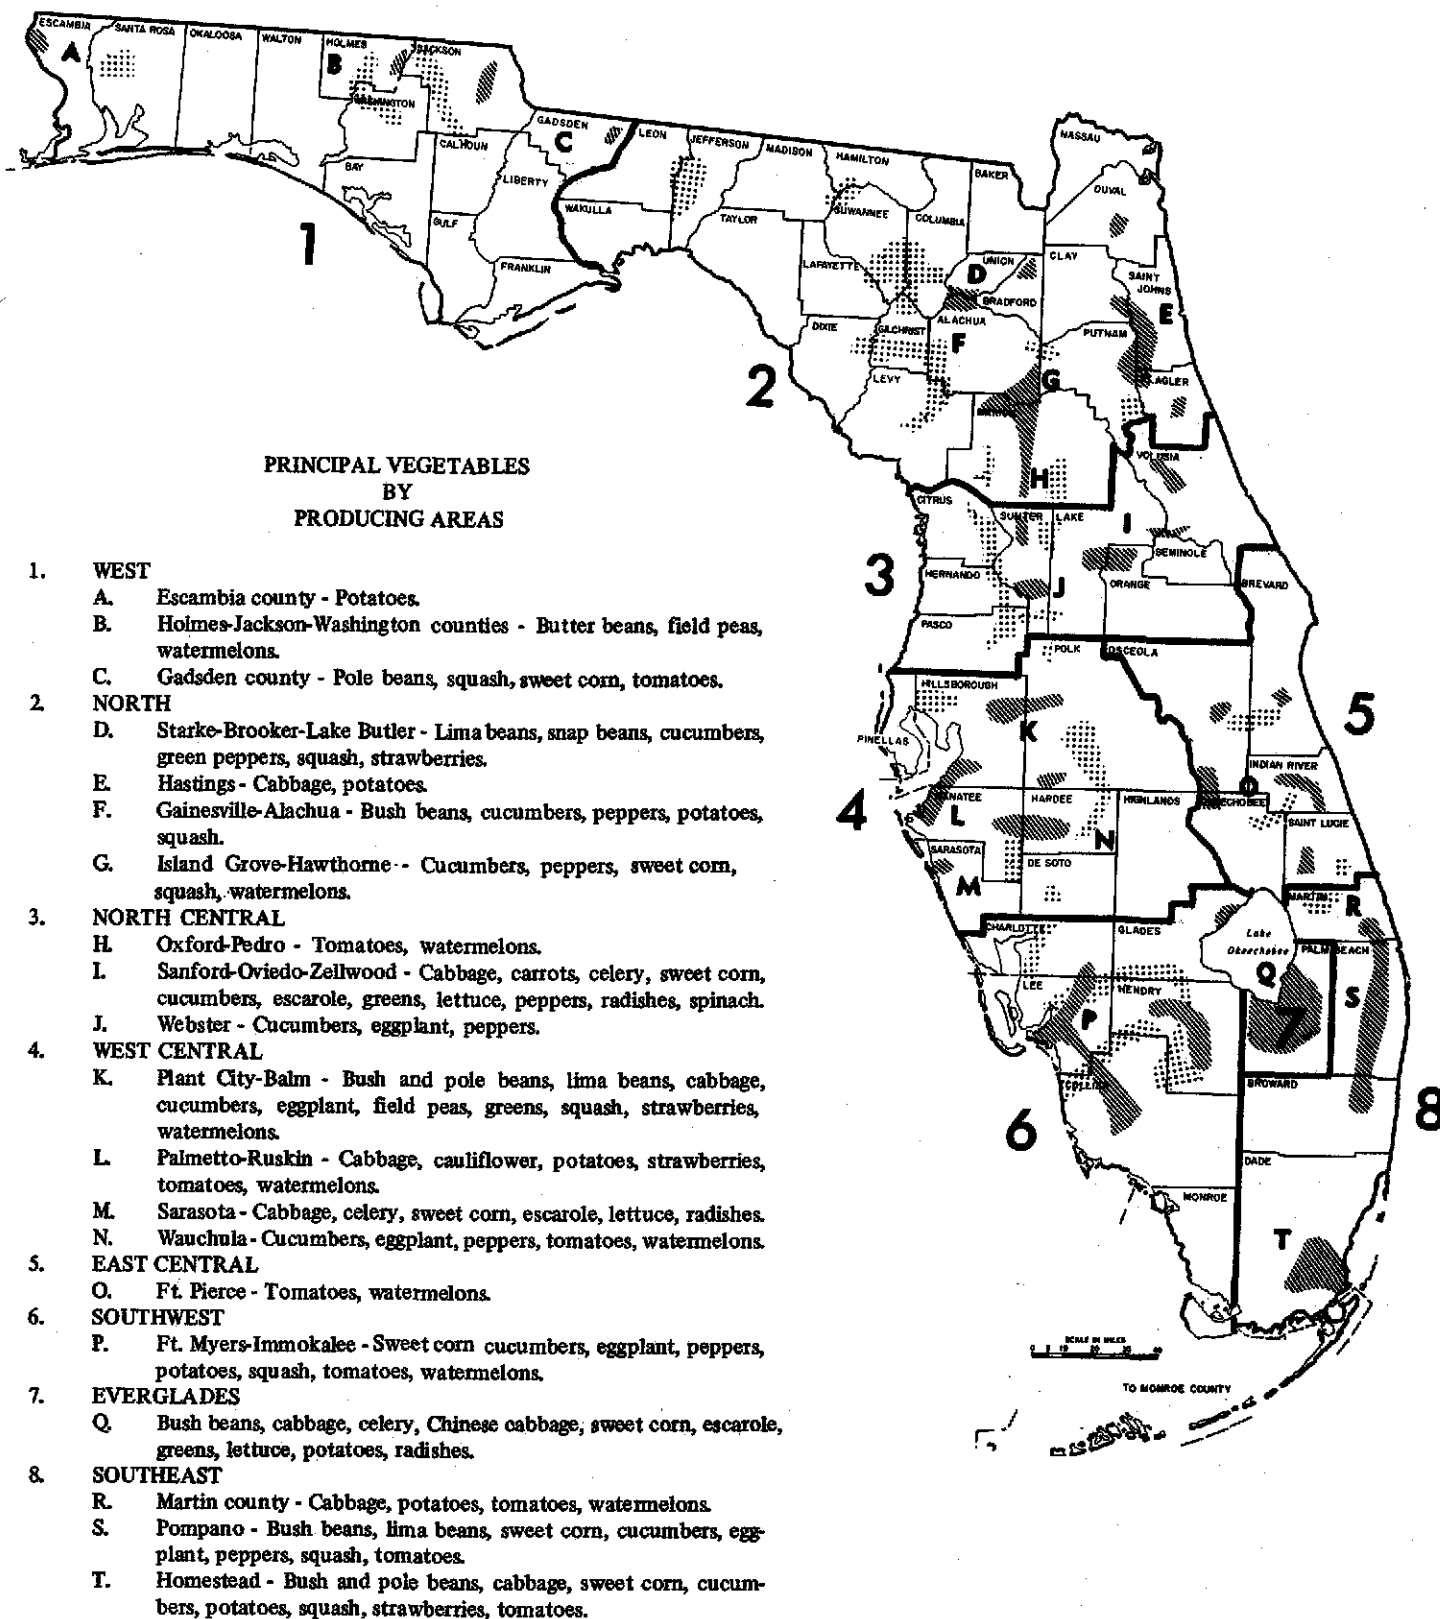 ESCAMBIA
SANTA ROSA
OKALOOSA
WALTON
HOLMES
JACKSON
A
B
WASHINGTON
GADSDEN
C
LEON
JEFFERSON
MADISON
HAMILTON
NASSAU
BAKER
DUVAL
CALHOUN
BAY
LIBERTY
WAKULLA
TAYLOR
SUWANNEE
COLUMBIA
GULF
1
FRANKLIN
LAFAYETTE
UNION
D
CLAY
SAINT
JOHNS
BRADFORD
E
DIXIE
GILCHRIST
ALACHUA
F
PUTNAM
2
LEVY
G
LAGLER
H
VOLUSIA
CITRUS
SUMTER
LAKE
I
3
HERNANDO
J
SEMINOLE
ORANGE
BREVARD
PASCO
POLK
OSCEOLA
HILLSBOROUGH
K
5
PINELLAS
INDIAN RIVER
O
4
MANATEE
L
HARDEE
HIGHLANDS
SAINT LUCIE
N
SARASOTA
DE SOTO
M
MARTIN
R
CHARLOTTE
GLADES
Lake
Okeechobee
PALM BEACH
Q
LEE
HENDRY
S
P
7
COLLIER
BROWARD
6
8
DADE
MONROE
T
SCALE IN MILES
TO MONROE COUNTY
PRINCIPAL VEGETABLES
BY
PRODUCING AREAS
1. WEST
A. Escambia county - Potatoes.
B. Holmes-Jackson-Washington counties - Butter beans, field peas,
watermelons.
C. Gadsden county - Pole beans, squash, sweet corn, tomatoes.
2. NORTH
D. Starke-Brooker-Lake Butler - Lima beans, snap beans, cucumbers,
green peppers, squash, strawberries.
E. Hastings - Cabbage, potatoes.
F. Gainesville-Alachua - Bush beans, cucumbers, peppers, potatoes,
squash.
G. Island Grove-Hawthorne - Cucumbers, peppers, sweet corn,
squash, watermelons.
3. NORTH CENTRAL
H. Oxford-Pedro - Tomatoes, watermelons.
I. Sanford-Oviedo-Zellwood - Cabbage, carrots, celery, sweet corn,
cucumbers, escarole, greens, lettuce, peppers, radishes, spinach.
J. Webster - Cucumbers, eggplant, peppers.
4. WEST CENTRAL
K. Plant City-Balm - Bush and pole beans, lima beans, cabbage,
cucumbers, eggplant, field peas, greens, squash, strawberries,
watermelons.
L. Palmetto-Ruskin - Cabbage, cauliflower, potatoes, strawberries,
tomatoes, watermelons.
M. Sarasota - Cabbage, celery, sweet corn, escarole, lettuce, radishes.
N. Wauchula - Cucumbers, eggplant, peppers, tomatoes, watermelons.
5. EAST CENTRAL
O. Ft. Pierce - Tomatoes, watermelons.
6. SOUTHWEST
P. Ft. Myers-Immokalee - Sweet corn cucumbers, eggplant, peppers,
potatoes, squash, tomatoes, watermelons.
7. EVERGLADES
Q. Bush beans, cabbage, celery, Chinese cabbage, sweet corn, escarole,
greens, lettuce, potatoes, radishes.
8. SOUTHEAST
R. Martin county - Cabbage, potatoes, tomatoes, watermelons.
S. Pompano - Bush beans, lima beans, sweet corn, cucumbers, egg-
plant, peppers, squash, tomatoes.
T. Homestead - Bush and pole beans, cabbage, sweet corn, cucum-
bers, potatoes, squash, strawberries, tomatoes.